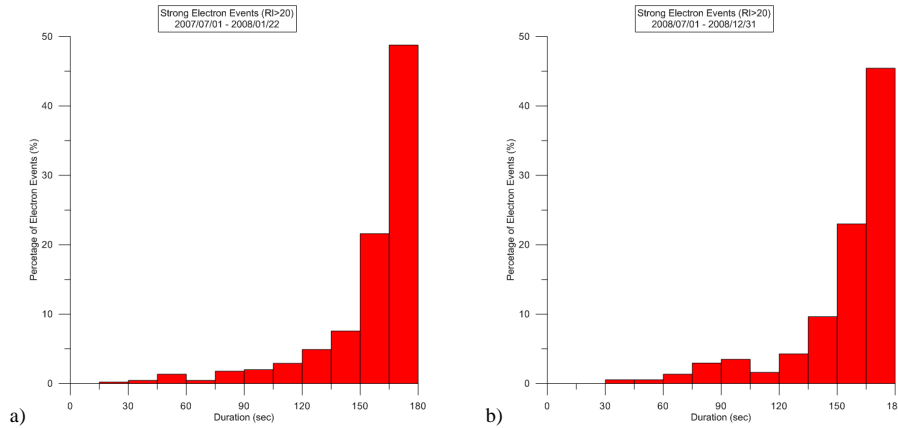 Strong Electron Events (RI>20)
2007/07/01 - 2008/01/22
50
40
30
20
10
0
Percetage of Electron Events (%)
0 30 60 90 120 150 180
Duration (sec)
a)
Strong Electron Events (RI>20)
2008/07/01 - 2008/12/31
50
40
30
20
10
0
Percetage of Electron Events (%)
0 30 60 90 120 150 18
Duration (sec)
b)